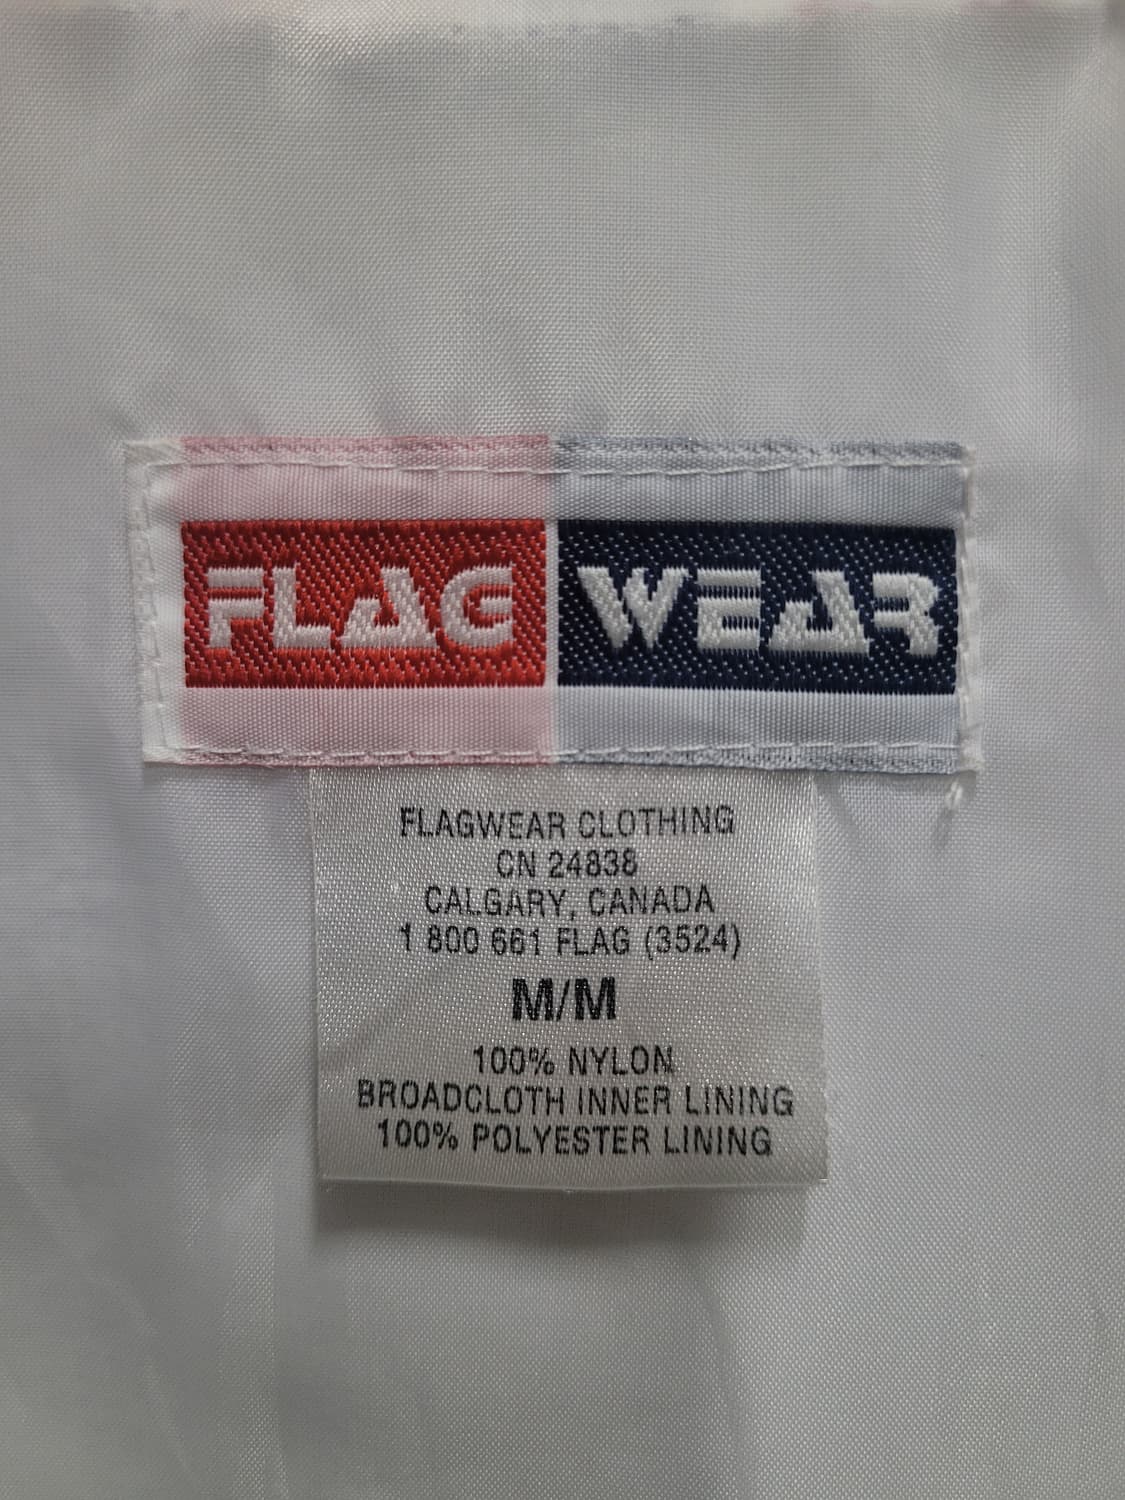 FLAG WEAR
FLAGWEAR CLOTHING
CN 24838
CALGARY, CANADA
1 800 661 FLAG (3524)
M/M
100% NYLON
BROADCLOTH INNER LINING
100% POLYESTER LINING